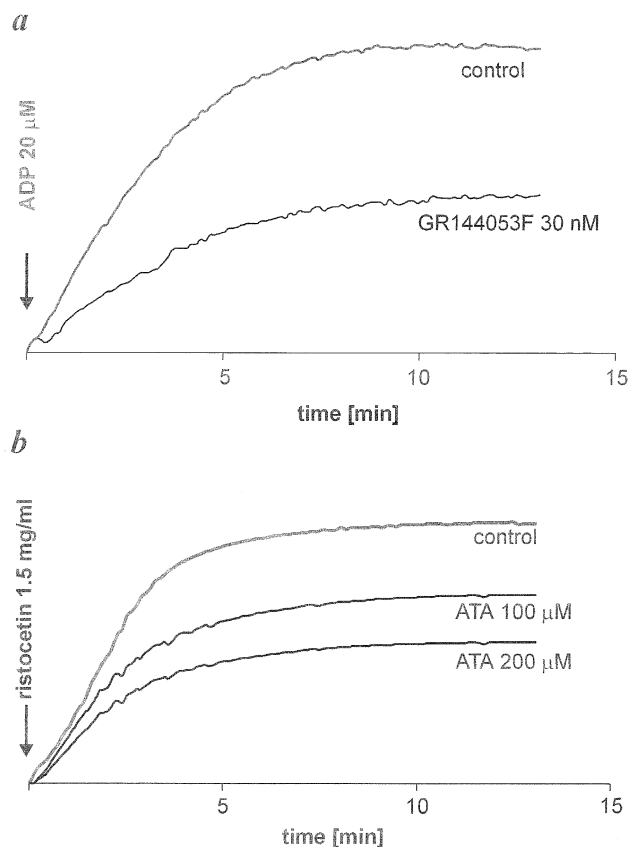 a
ADP 20 µM
control
GR144053F 30 nM
5
10
15
time [min]
b
ristocetin 1.5 mg/ml
control
ATA 100 µM
ATA 200 µM
5
10
15
time [min]